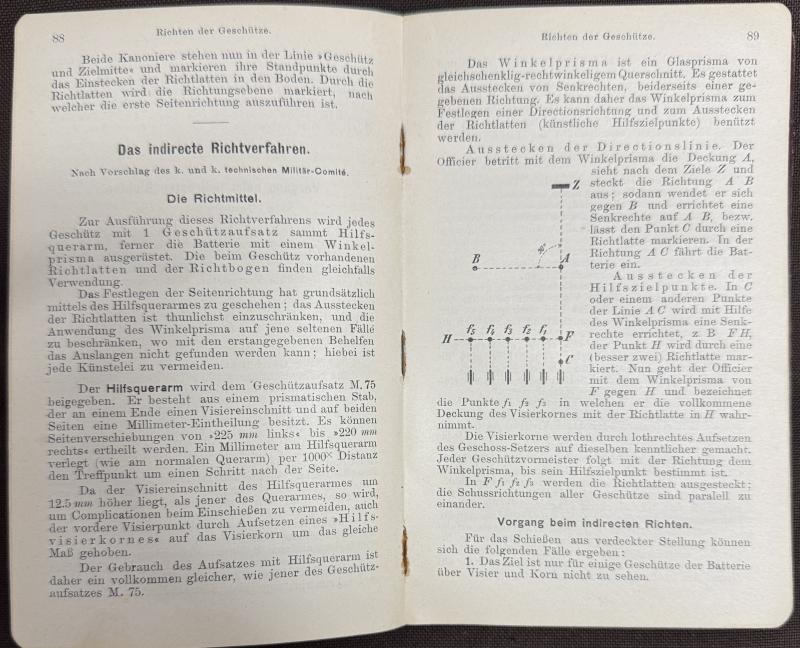 88
Richten der Geschütze.
Beide Kanoniere stehen nun in der Linie »Geschütz
und Zielmitte« und markieren ihre Standpunkte durch
das Einstecken der Richtlatten in den Boden. Durch die
Richtlatten wird die Richtungsebene markiert, nach
welcher die erste Seitenrichtung auszuführen ist.
Das indirecte Richtverfahren.
Nach Vorschlag des k. und k. technischen Militär-Comité.
Die Richtmittel.
Zur Ausführung dieses Richtverfahrens wird jedes
Geschütz mit 1 Geschützaufsatz sammt Hilfs-
querarm, ferner die Batterie mit einem Winkel-
prisma ausgerüstet. Die beim Geschütz vorhandenen
Richtlatten und der Richtbogen finden gleichfalls
Verwendung.
Das Festlegen der Seitenrichtung hat grundsätzlich
mittels des Hilfsquerarmes zu geschehen; das Ausstecken
der Richtlatten ist thunlichst einzuschränken, und die
Anwendung des Winkelprisma auf jene seltenen Fälle
zu beschränken, wo mit den erstangegebenen Behelfen
das Auslangen nicht gefunden werden kann; hiebei ist
jede Künstelei zu vermeiden.
Der Hilfsquerarm wird dem Geschützaufsatz M. 75
beigegeben. Er besteht aus einem prismatischen Stab,
der an einem Ende einen Visiereinschnitt und auf beiden
Seiten eine Millimeter-Eintheilung besitzt. Es können
Seitenverschiebungen von »225 mm links« bis »220 mm
rechts« ertheilt werden. Ein Millimeter am Hilfsquerarm
verlegt (wie am normalen Querarm) per 1000× Distanz
den Treffpunkt um einen Schritt nach der Seite.
Da der Visiereinschnitt des Hilfsquerarmes um
12.5 mm höher liegt, als jener des Querarmes, so wird,
um Complicationen beim Einschießen zu vermeiden, auch
der vordere Visierpunkt durch Aufsetzen eines »Hilfs-
visierkornes« auf das Visierkorn um das gleiche
Maß gehoben.
Der Gebrauch des Aufsatzes mit Hilfsquerarm ist
daher ein vollkommen gleicher, wie jener des Geschütz-
aufsatzes M. 75.
Richten der Geschütze.
89
Das Winkelprisma ist ein Glasprisma von
gleichschenklig-rechtwinkeligem Querschnitt. Es gestattet
das Ausstecken von Senkrechten, beiderseits einer ge-
gebenen Richtung. Es kann daher das Winkelprisma zum
Festlegen einer Directionsrichtung und zum Ausstecken
der Richtlatten (künstliche Hilfszielpunkte) benützt
werden.
Ausstecken der Directionslinie. Der
Officier betritt mit dem Winkelprisma die Deckung A,
sieht nach dem Ziele Z und
steckt die Richtung A B
aus; sodann wendet er sich
gegen B und errichtet eine
Senkrechte auf A B, bezw.
lässt den Punkt C durch eine
Richtlatte markieren. In der
Richtung A C fährt die Bat-
terie ein.
Ausstecken der
Hilfszielpunkte. In C
oder einem anderen Punkte
der Linie A C wird mit Hilfe
des Winkelprisma eine Senk-
rechte errichtet, z. B F H,
der Punkt H wird durch eine
(besser zwei) Richtlatte mar-
kiert. Nun geht der Officier
mit dem Winkelprisma von
F gegen H und bezeichnet
Z
B
A
H
f5 f4 f3 f2 f1
F
C
die Punkte f1 f2 f3 in welchen er die vollkommene
Deckung des Visierkornes mit der Richtlatte in H wahr-
nimmt.
Die Visierkorne werden durch lothrechtes Aufsetzen
des Geschoss-Setzers auf dieselben kenntlicher gemacht.
Jeder Geschützvormeister folgt mit der Richtung dem
Winkelprisma, bis sein Hilfszielpunkt bestimmt ist.
In F f1 f2 f3 werden die Richtlatten ausgesteckt;
die Schussrichtungen aller Geschütze sind paralell zu
einander.
Vorgang beim indirecten Richten.
Für das Schießen aus verdeckter Stellung können
sich die folgenden Fälle ergeben:
1. Das Ziel ist nur für einige Geschütze der Batterie
über Visier und Korn nicht zu sehen.